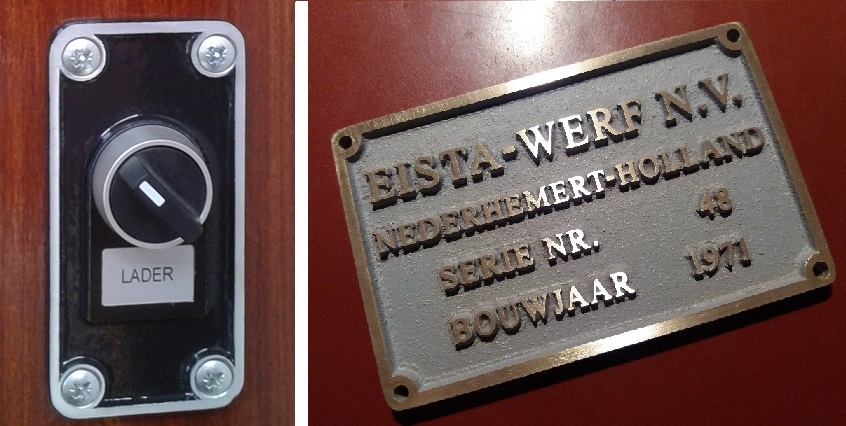 LADER
EISTA-WERF N.V.
NEDERHEMERT-HOLLAND
SERIE NR. 48
BOUWJAAR 1971